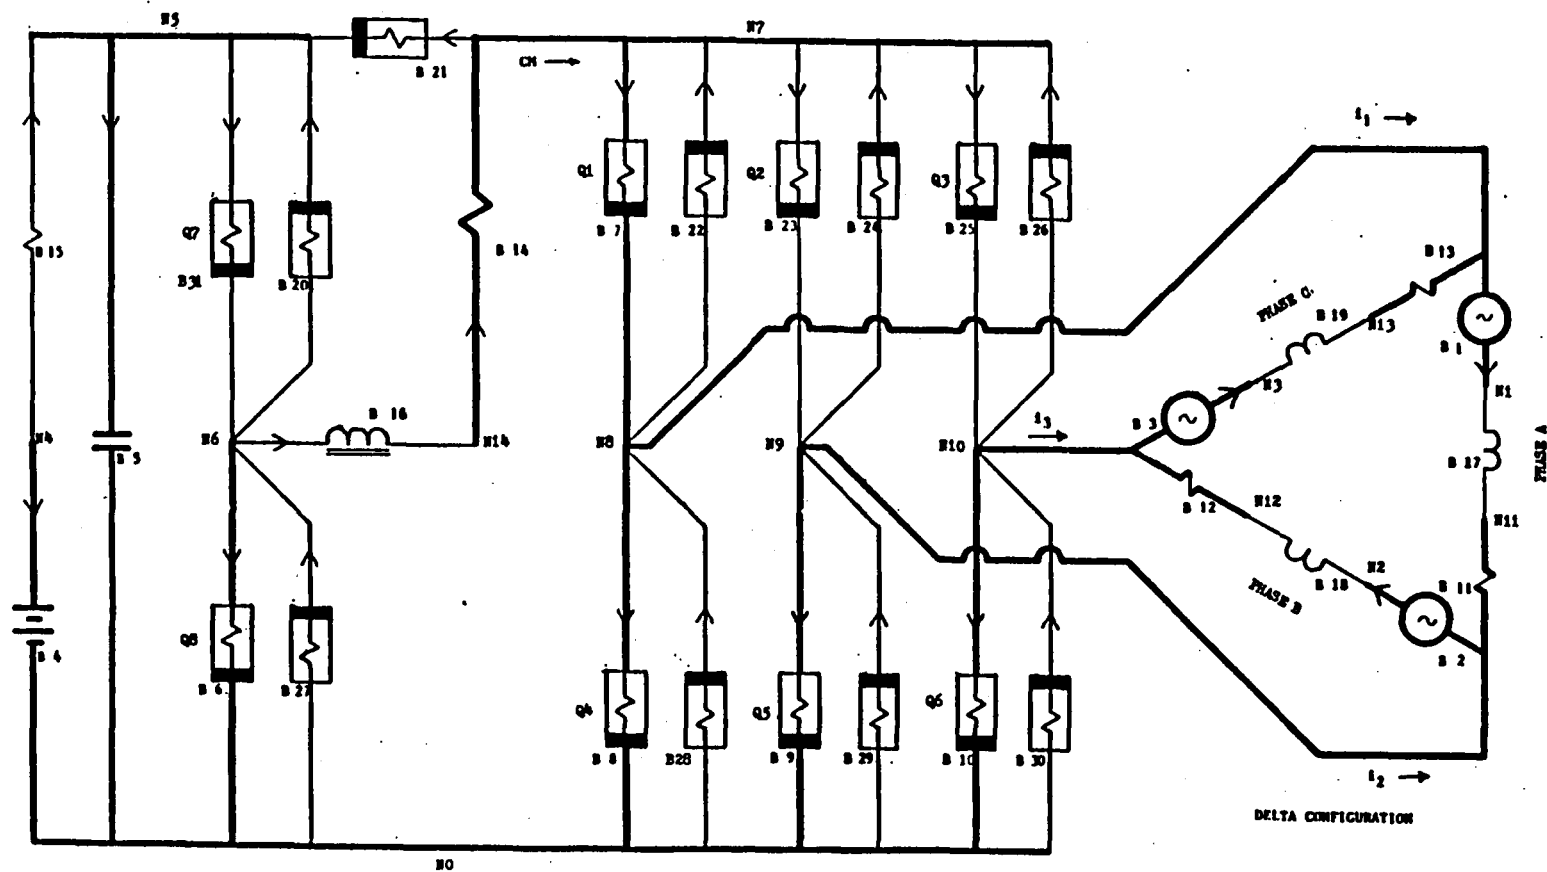 N5
N7
B 21
CM
i1
Q1
Q2
Q3
Q7
B 7
B 22
B 23
B 24
B 25
B 26
B 15
B 14
B31
B 20
B 13
PHASE C.
B 19
N13
B 1
N3
N1
B 16
N4
N6
N14
N8
N9
N10
i3
B 3
B 5
B 17
PHASE A
B 12
N12
N11
N2
B 18
B 11
PHASE B
B 2
Q8
B 4
B 6
B 27
Q4
Q5
Q6
B 8
B28
B 9
B 29
B 10
B 30
i2
DELTA CONFIGURATION
N0